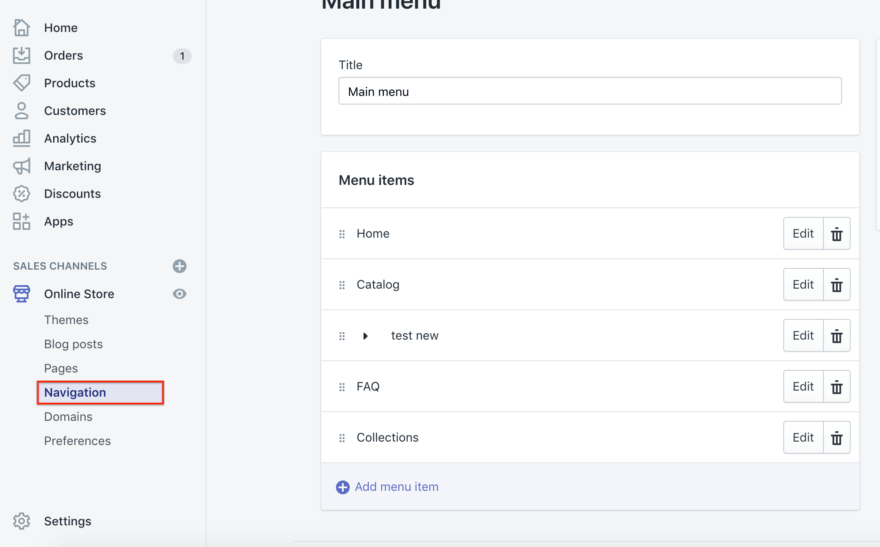 Main menu
Home
Orders 1
Products
Customers
Analytics
Marketing
Discounts
Apps
SALES CHANNELS
Online Store
Themes
Blog posts
Pages
Navigation
Domains
Preferences
Settings
Title
Main menu
Menu items
Home Edit
Catalog Edit
test new Edit
FAQ Edit
Collections Edit
Add menu item